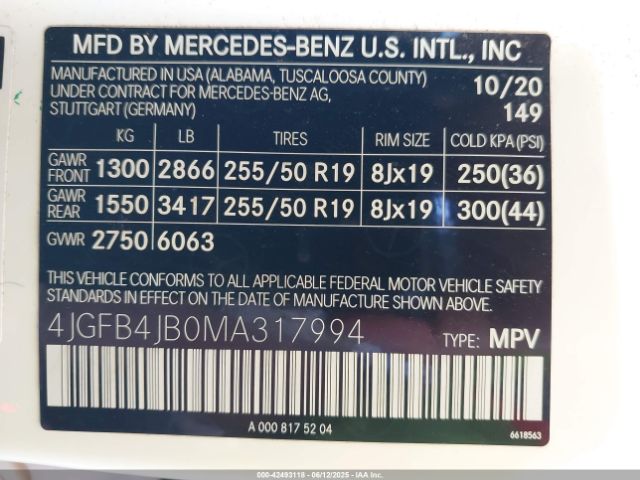 MFD BY MERCEDES-BENZ U.S. INTL., INC
MANUFACTURED IN USA (ALABAMA, TUSCALOOSA COUNTY) 10/20
UNDER CONTRACT FOR MERCEDES-BENZ AG,
STUTTGART (GERMANY) 149
KG LB TIRES RIM SIZE COLD KPA (PSI)
GAWR FRONT 1300 2866 255/50 R19 8Jx19 250(36)
GAWR REAR 1550 3417 255/50 R19 8Jx19 300(44)
GVWR 2750 6063
THIS VEHICLE CONFORMS TO ALL APPLICABLE FEDERAL MOTOR VEHICLE SAFETY
STANDARDS IN EFFECT ON THE DATE OF MANUFACTURE SHOWN ABOVE.
4JGFB4JB0MA317994 TYPE: MPV
A 000 817 52 04
6618563
000-42493118 - 06/12/2025 - IAA Inc.